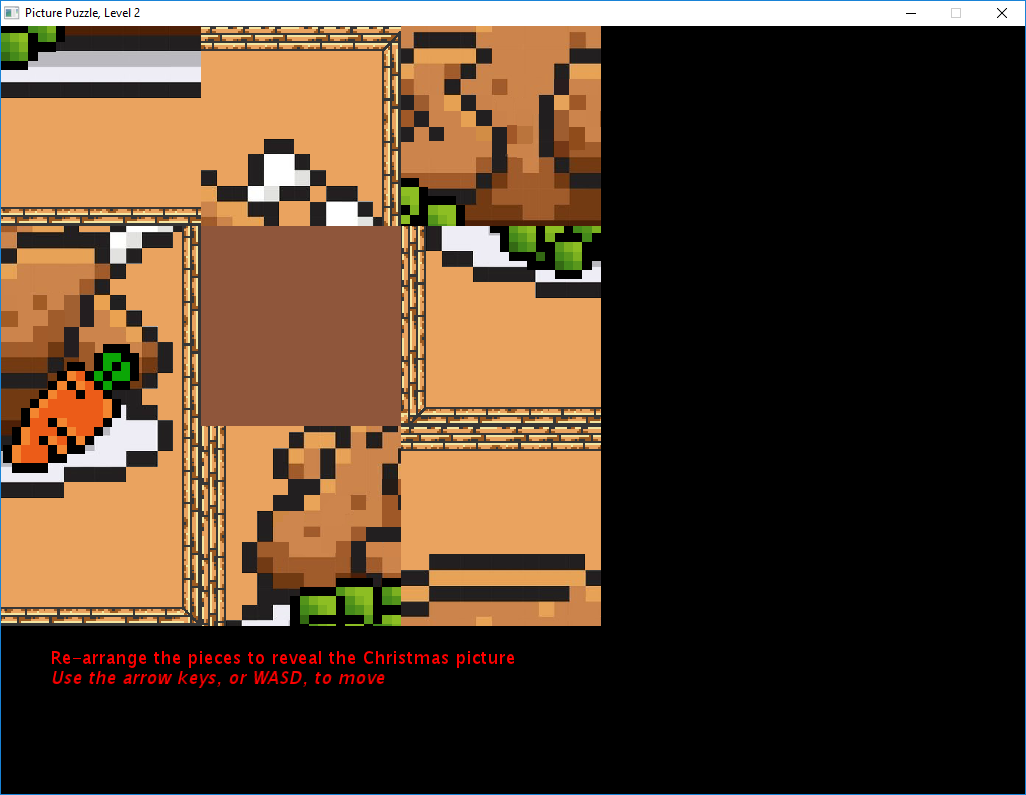 Picture Puzzle, Level 2
Re-arrange the pieces to reveal the Christmas picture
Use the arrow keys, or WASD, to move